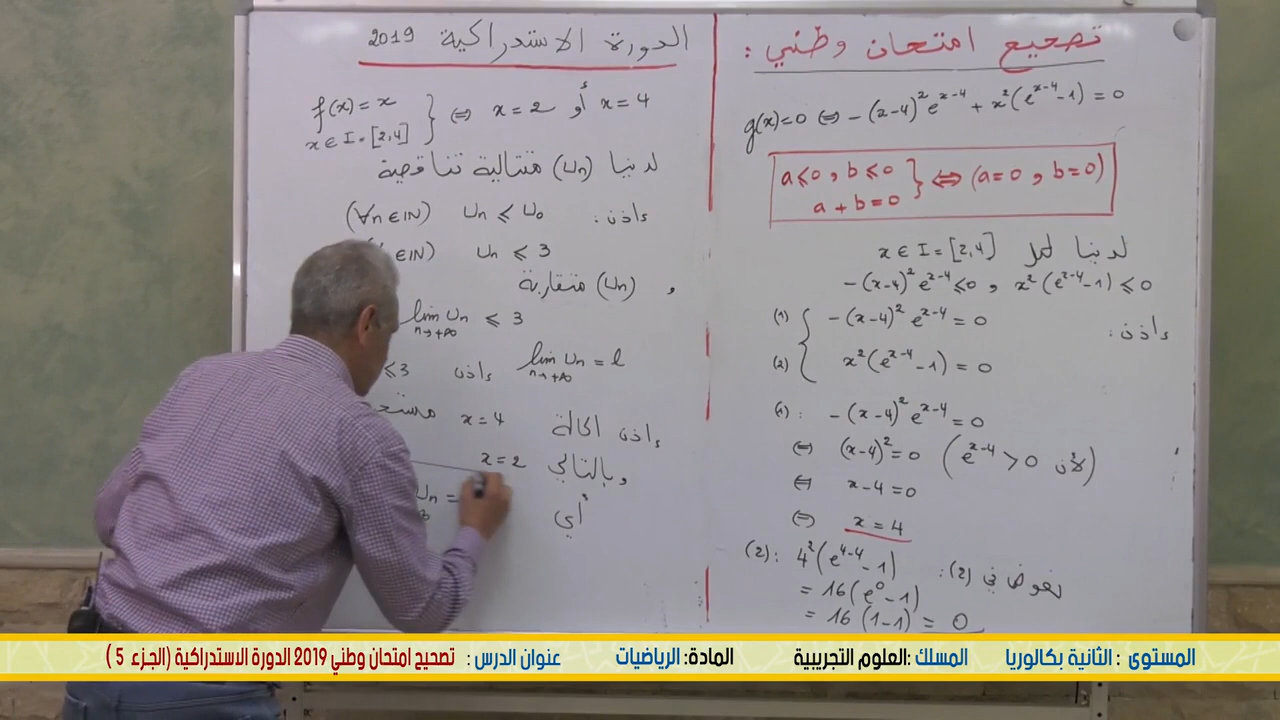 تصحيح امتحان وطني :
الدورة الاستدراكية 2019
g(x)=0 ⇔ -(x-4)² e^{x-4} + x²(e^{x-4}-1) = 0
a≤0 , b≤0 } ⇔ (a=0 , b=0)
a + b = 0
لدينا لكل x ∈ I = [2,4]
-(x-4)² e^{x-4} ≤ 0 , x²(e^{x-4}-1) ≤ 0
إذن : (1) { -(x-4)² e^{x-4} = 0
(2) x²(e^{x-4}-1) = 0
(1) : -(x-4)² e^{x-4} = 0
⇔ (x-4)² = 0 (لأن e^{x-4} > 0)
⇔ x-4 = 0
⇔ x = 4
نعوض في (2) :
(2) : 4²(e^{4-4}-1)
= 16(e⁰-1)
= 16(1-1) = 0
f(x) = x } ⇔ x = 2 أو x = 4
x ∈ I = [2,4]
لدينا (Un) متتالية تناقصية
إذن : Un ≤ U0 (∀n ∈ IN)
Un ≤ 3 ∈ IN)
و (Un) متقاربة
lim Un ≤ 3
n→+∞
lim Un = l إذن ≤ 3
n→+∞
إذن الحالة x = 4
وبالتالي x = 2
أي Un =
المستوى : الثانية بكالوريا المسلك :العلوم التجريبية المادة: الرياضيات عنوان الدرس : تصحيح امتحان وطني 2019 الدورة الاستدراكية (الجزء 5 )